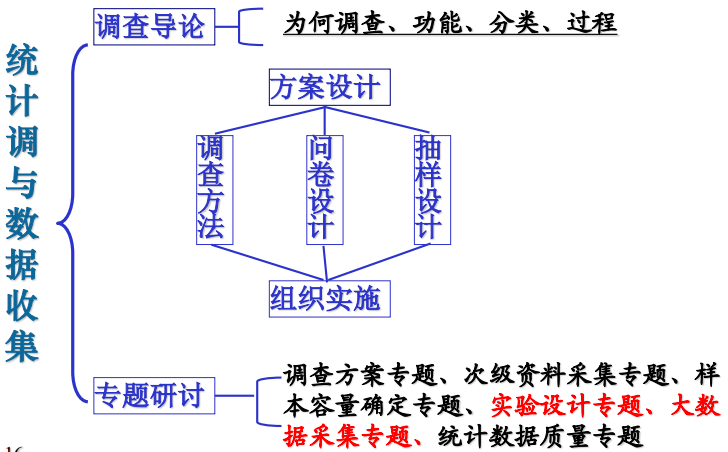 统计调与数据收集
调查导论
为何调查、功能、分类、过程
方案设计
调查方法
问卷设计
抽样设计
组织实施
专题研讨
调查方案专题、次级资料采集专题、样
本容量确定专题、实验设计专题、大数
据采集专题、统计数据质量专题